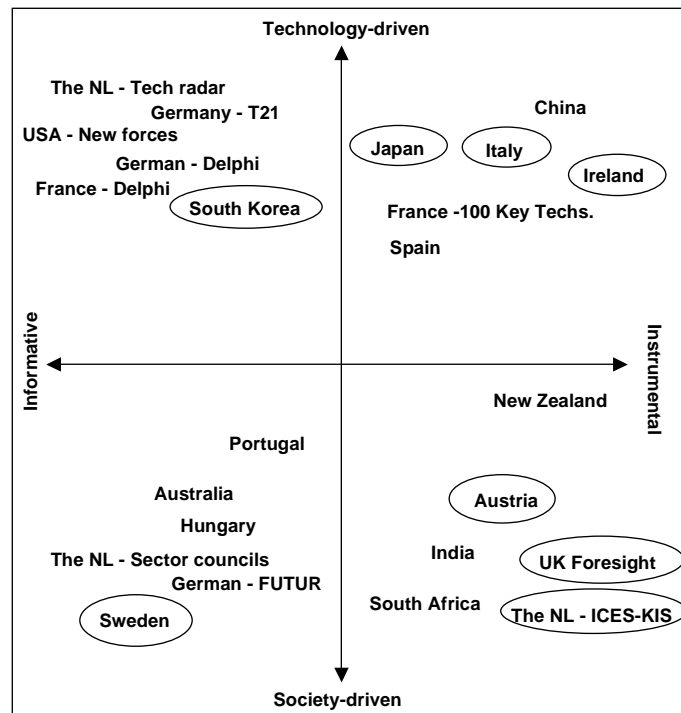 Technology-driven
The NL - Tech radar
Germany - T21
China
USA - New forces
Japan
Italy
German - Delphi
Ireland
France - Delphi
South Korea
France -100 Key Techs.
Spain
Informative
Instrumental
New Zealand
Portugal
Australia
Austria
Hungary
India
The NL - Sector councils
UK Foresight
German - FUTUR
South Africa
The NL - ICES-KIS
Sweden
Society-driven